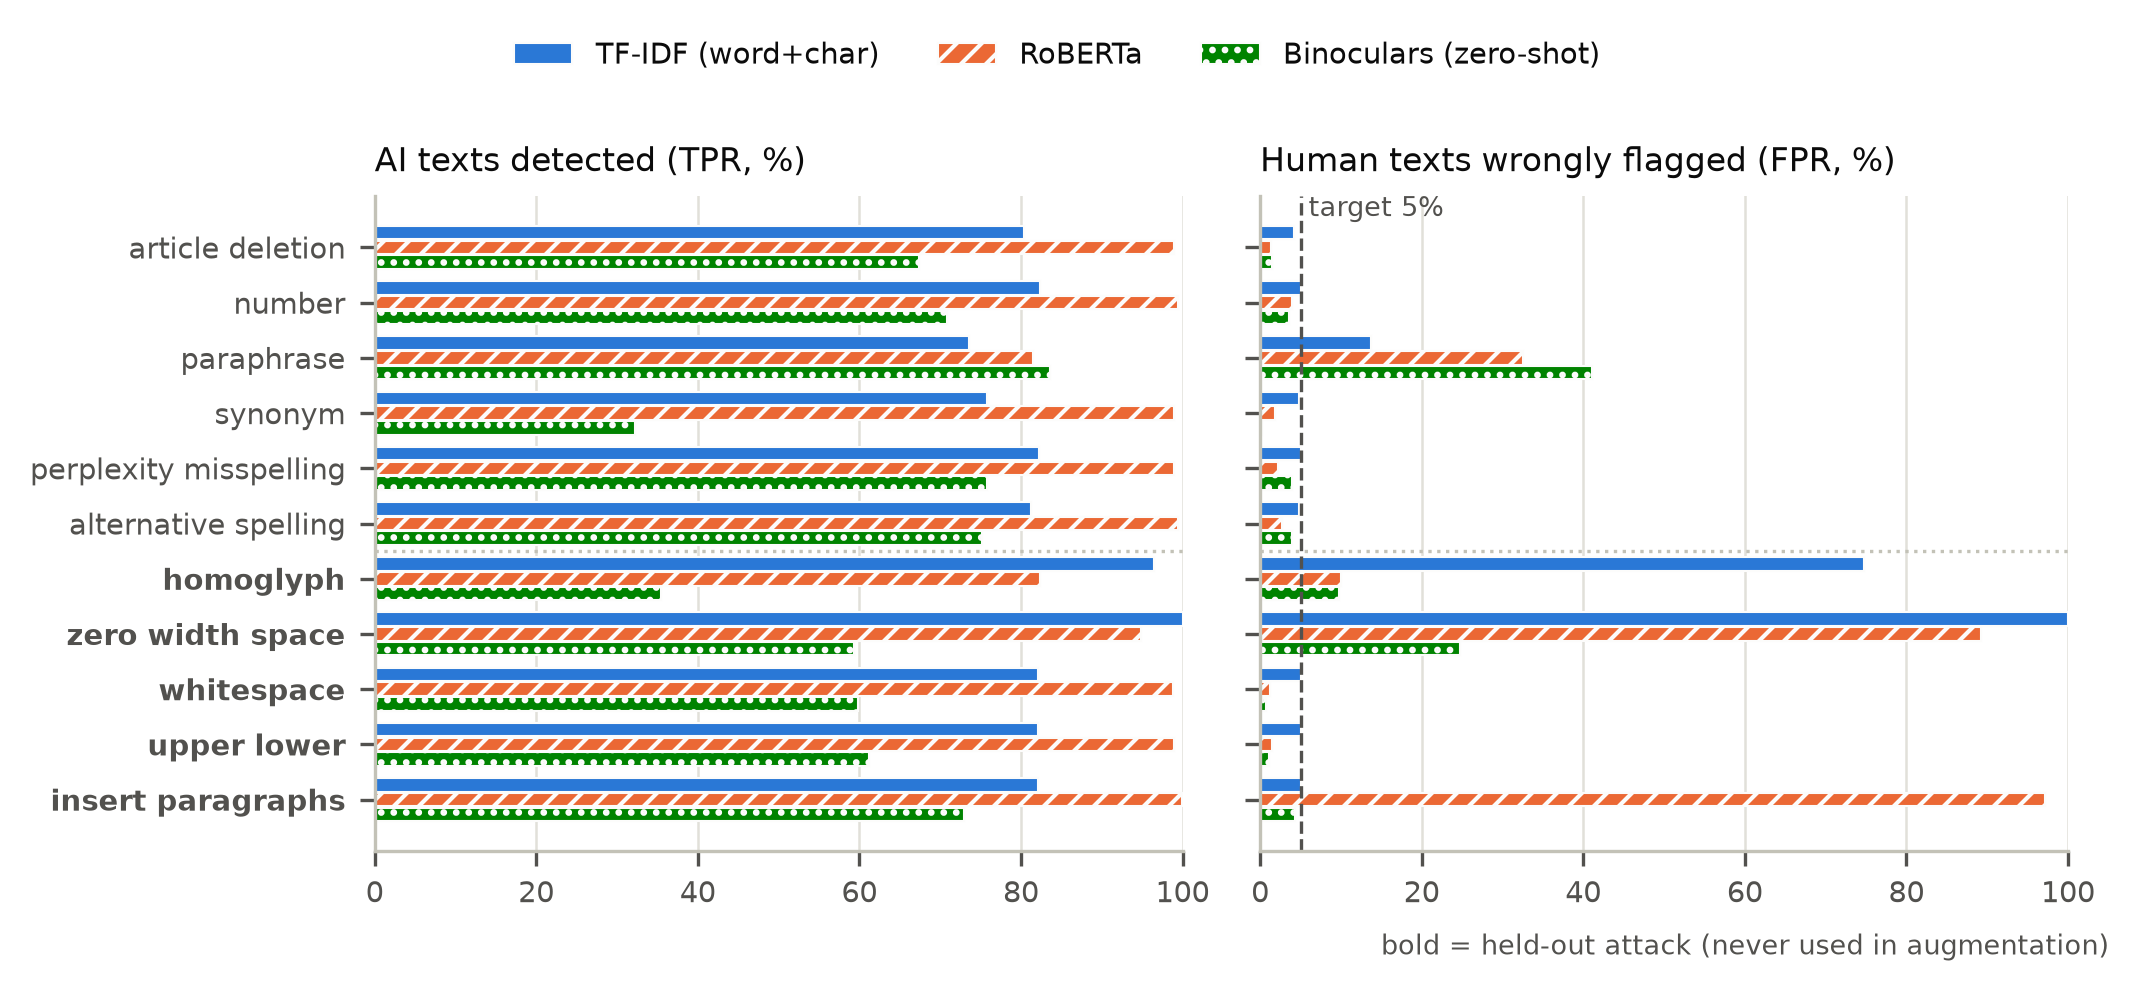 TF-IDF (word+char) RoBERTa Binoculars (zero-shot)
AI texts detected (TPR, %) Human texts wrongly flagged (FPR, %)
target 5%
article deletion
number
paraphrase
synonym
perplexity misspelling
alternative spelling
homoglyph
zero width space
whitespace
upper lower
insert paragraphs
0 20 40 60 80 100 0 20 40 60 80 100
bold = held-out attack (never used in augmentation)